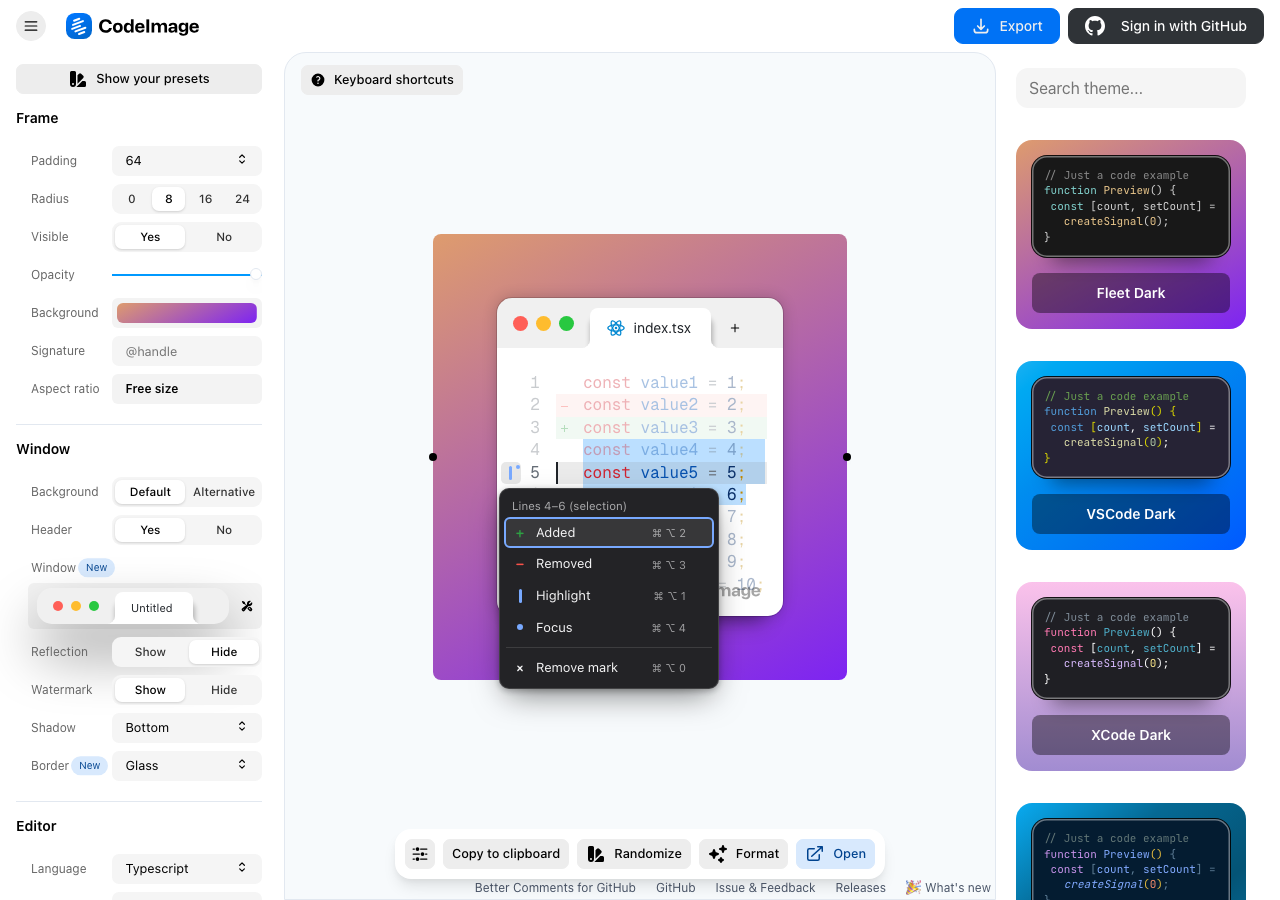 CodeImage
Export
Sign in with GitHub
Show your presets
Frame
Padding
64
Radius
0 8 16 24
Visible
Yes No
Opacity
Background
Signature
@handle
Aspect ratio
Free size
Window
Background
Default Alternative
Header
Yes No
Window New
Untitled
Reflection
Show Hide
Watermark
Show Hide
Shadow
Bottom
Border New
Glass
Editor
Language
Typescript
Keyboard shortcuts
index.tsx
+
1 const value1 = 1;
2 – const value2 = 2;
3 + const value3 = 3;
4 const value4 = 4;
5 const value5 = 5;
6;
7;
8;
9;
= 10;
mage
Lines 4–6 (selection)
+ Added ⌘ ⌥ 2
– Removed ⌘ ⌥ 3
Highlight ⌘ ⌥ 1
Focus ⌘ ⌥ 4
× Remove mark ⌘ ⌥ 0
Copy to clipboard
Randomize
Format
Open
Better Comments for GitHub
GitHub
Issue & Feedback
Releases
🎉 What's new
Search theme...
// Just a code example
function Preview() {
const [count, setCount] =
createSignal(0);
}
Fleet Dark
// Just a code example
function Preview() {
const [count, setCount] =
createSignal(0);
}
VSCode Dark
// Just a code example
function Preview() {
const [count, setCount] =
createSignal(0);
}
XCode Dark
// Just a code example
function Preview() {
const [count, setCount] =
createSignal(0);
}